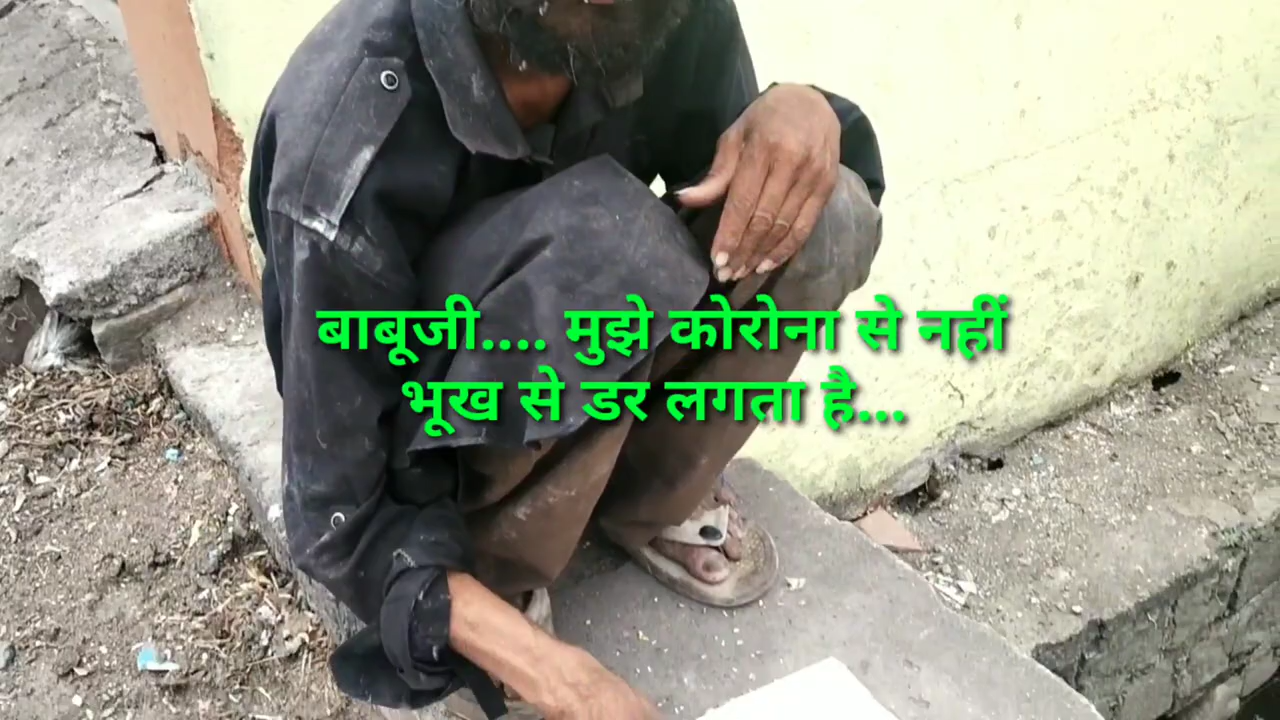 बाबूजी.... मुझे कोरोना से नहीं
भूख से डर लगता है...